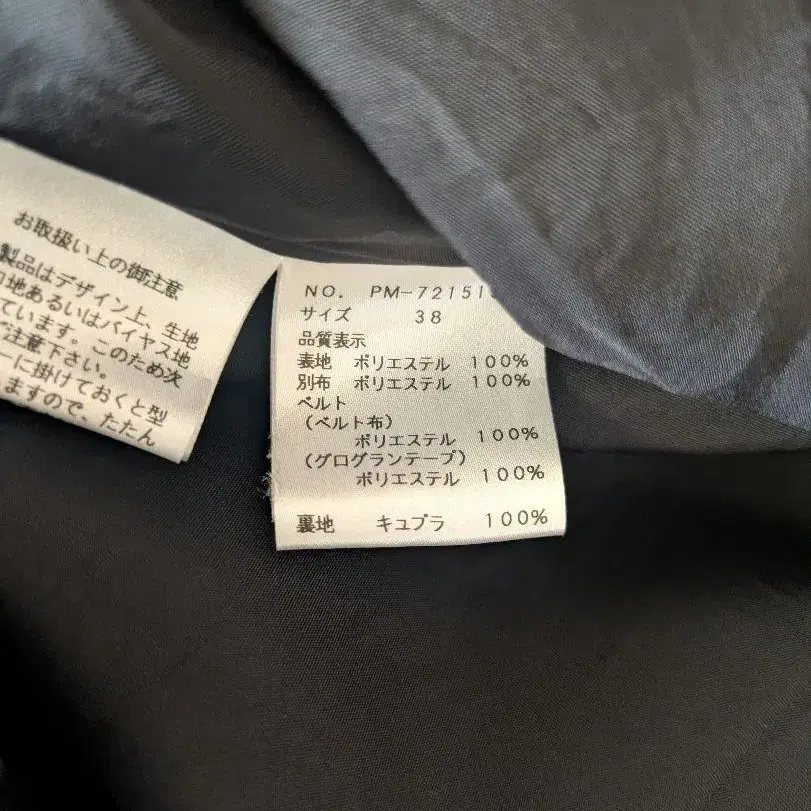 お取扱い上の御注意
製品はデザイン上、生地
地あるいはバイヤス地
ています。このため次
ご注意下さい。
ーに掛けておくと型
ますので、たたん
NO. PM-72151
サイズ 38
品質表示
表地 ポリエステル 100%
別布 ポリエステル 100%
ベルト
(ベルト布)
ポリエステル 100%
(グログランテープ)
ポリエステル 100%
裏地 キュプラ 100%